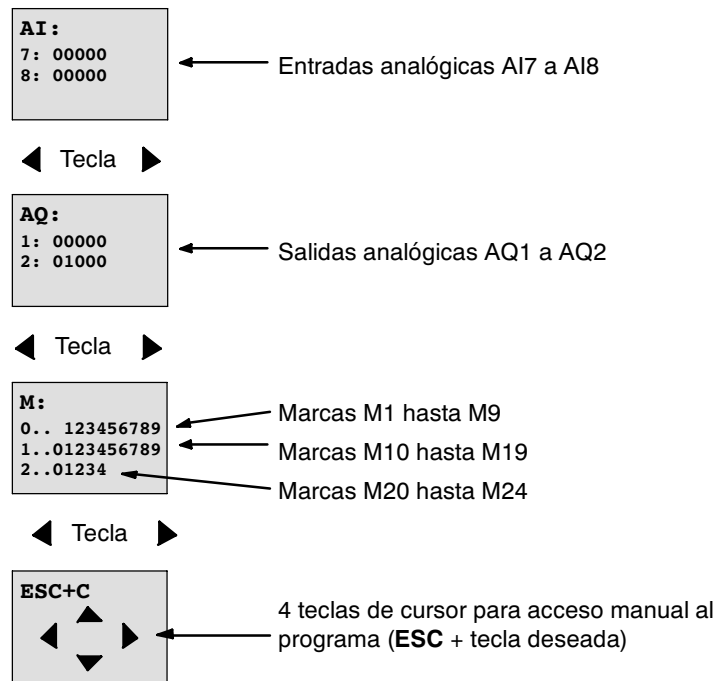 AI:
7: 00000
8: 00000
Entradas analógicas AI7 a AI8
Tecla
AQ:
1: 00000
2: 01000
Salidas analógicas AQ1 a AQ2
Tecla
M:
0.. 123456789
1..0123456789
2..01234
Marcas M1 hasta M9
Marcas M10 hasta M19
Marcas M20 hasta M24
Tecla
ESC+C
4 teclas de cursor para acceso manual al
programa (ESC + tecla deseada)